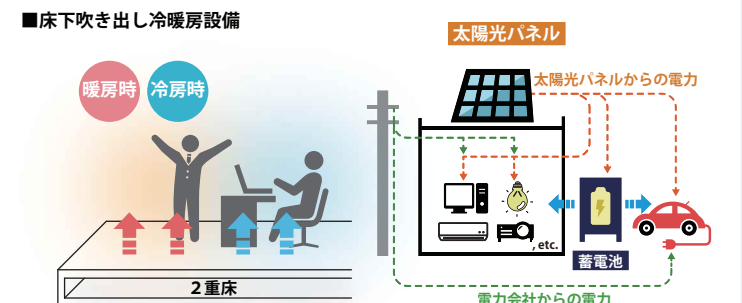 ■床下吹き出し冷暖房設備
太陽光パネル
暖房時
冷房時
太陽光パネルからの電力
, etc.
蓄電池
2重床
電力会社からの電力